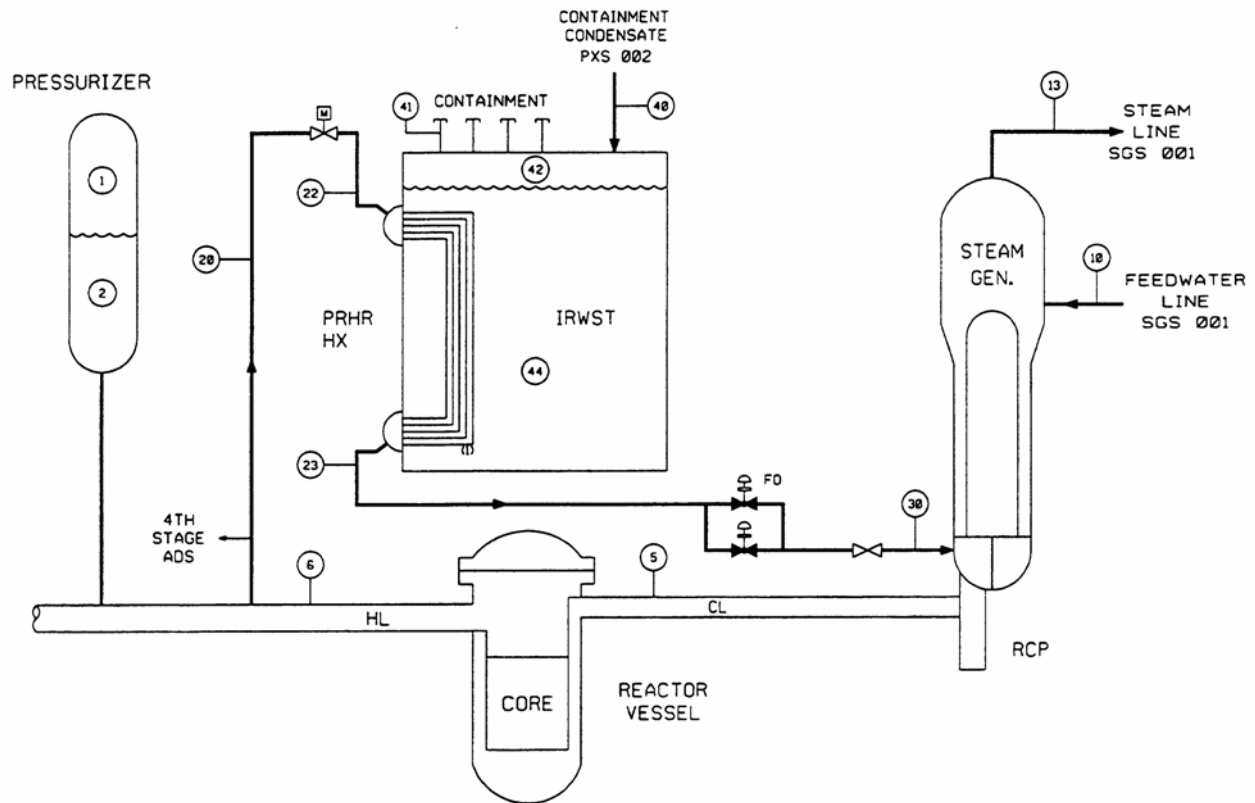 CONTAINMENT
CONDENSATE
PXS 002
PRESSURIZER
41
CONTAINMENT
40
13
STEAM
LINE
SGS 001
M
42
1
22
20
STEAM
GEN.
10
FEEDWATER
LINE
SGS 001
2
PRHR
HX
IRWST
44
23
FO
4TH
STAGE
ADS
30
6
5
HL
CL
RCP
CORE
REACTOR
VESSEL